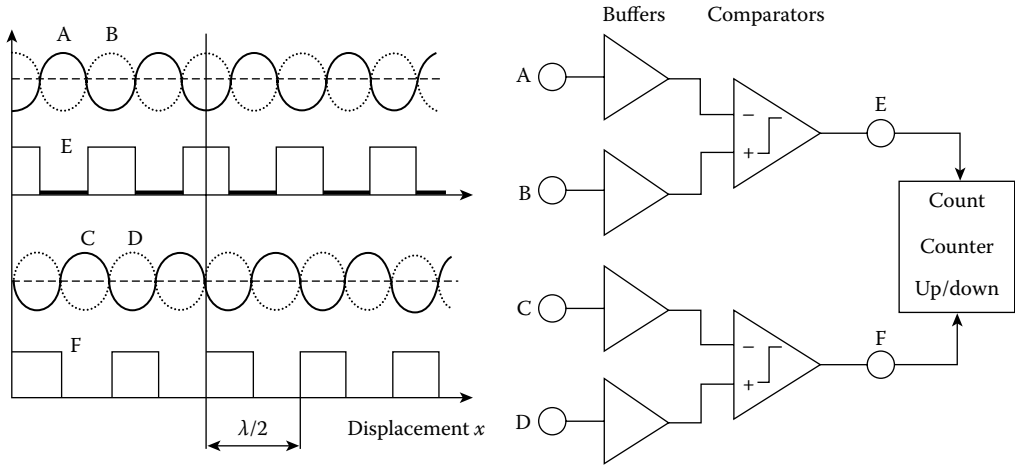 A B
E
C D
F
λ/2
Displacement x
Buffers Comparators
A
B
− +
E
C
D
− +
F
Count
Counter
Up/down